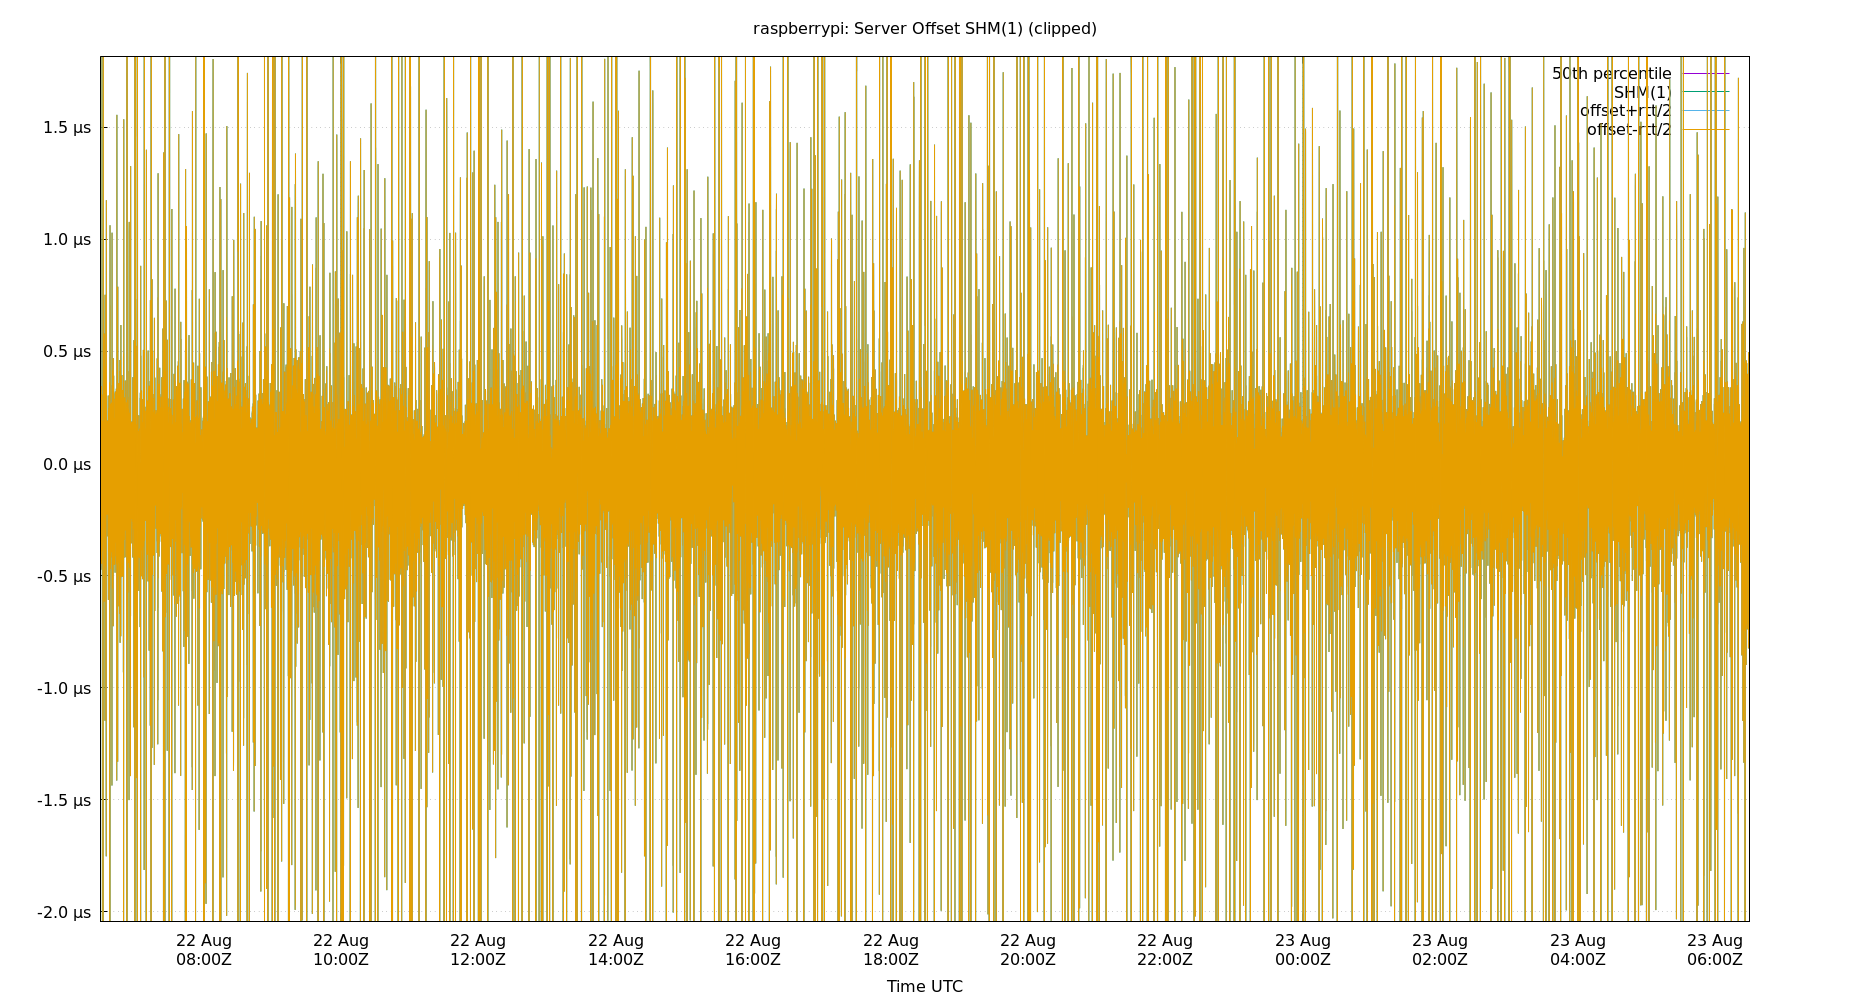 raspberrypi: Server Offset SHM(1) (clipped)
50th percentile
SHM(1)
offset+rtt/2
offset-rtt/2
1.5 µs
1.0 µs
0.5 µs
0.0 µs
-0.5 µs
-1.0 µs
-1.5 µs
-2.0 µs
22 Aug 22 Aug 22 Aug 22 Aug 22 Aug 22 Aug 22 Aug 22 Aug 23 Aug 23 Aug 23 Aug 23 Aug
08:00Z 10:00Z 12:00Z 14:00Z 16:00Z 18:00Z 20:00Z 22:00Z 00:00Z 02:00Z 04:00Z 06:00Z
Time UTC